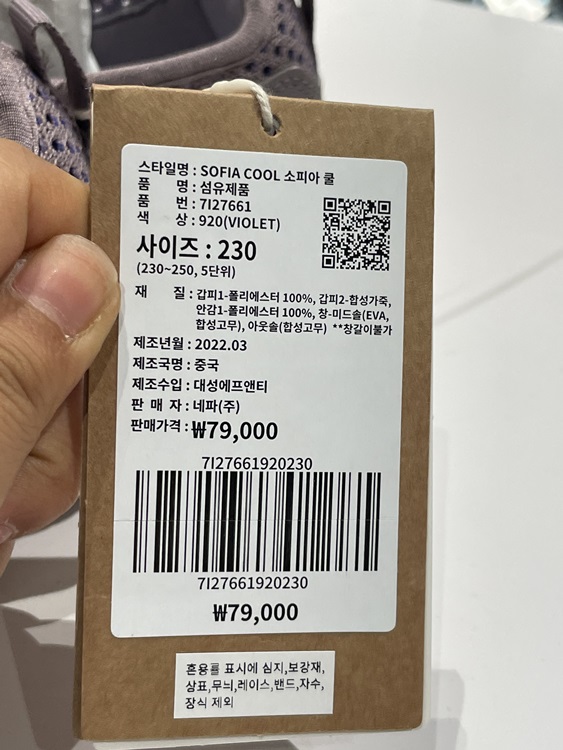 스타일명 : SOFIA COOL 소피아 쿨
품 명 : 섬유제품
품 번 : 7I27661
색 상 : 920(VIOLET)
사이즈 : 230
(230~250, 5단위)
재 질 : 갑피1-폴리에스터 100%, 갑피2-합성가죽,
안감1-폴리에스터 100%, 창-미드솔(EVA,
합성고무), 아웃솔(합성고무) **창갈이불가
제조년월 : 2022.03
제조국명 : 중국
제조수입 : 대성에프앤티
판 매 자 : 네파(주)
판매가격 : ₩79,000
7I27661920230
7I27661920230
₩79,000
혼용률 표시에 심지,보강재,
상표,무늬,레이스,밴드,자수,
장식 제외